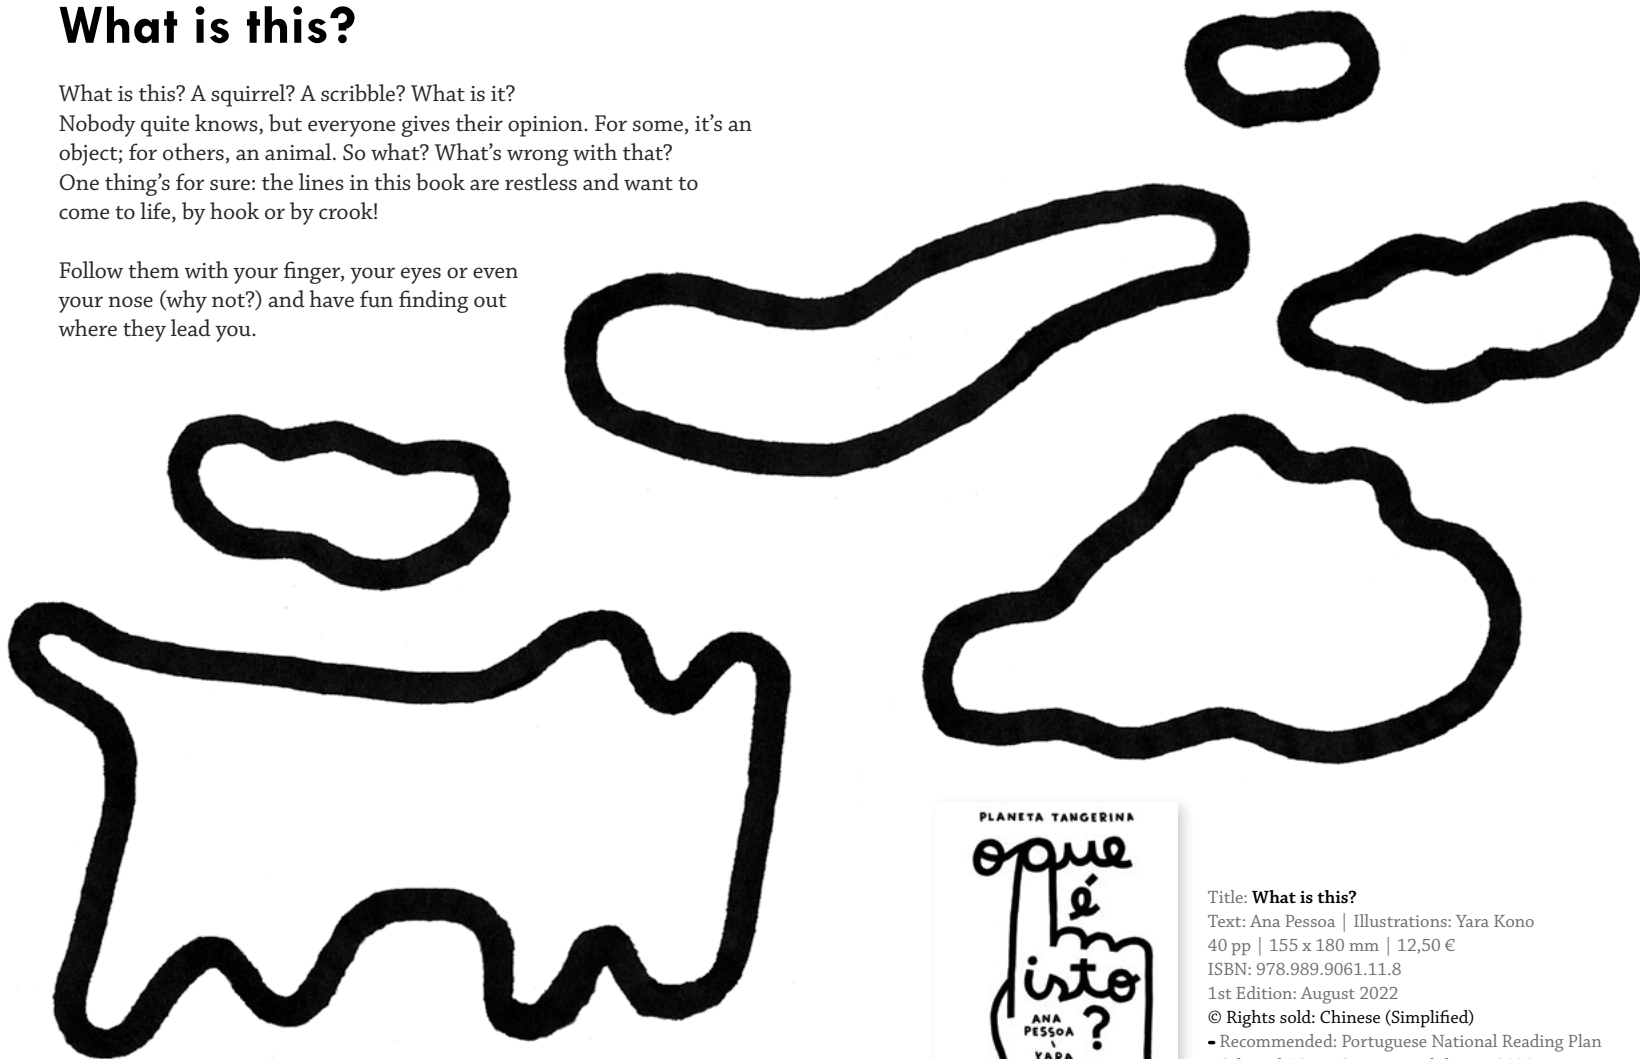 What is this?
What is this? A squirrel? A scribble? What is it?
Nobody quite knows, but everyone gives their opinion. For some, it’s an
object; for others, an animal. So what? What’s wrong with that?
One thing’s for sure: the lines in this book are restless and want to
come to life, by hook or by crook!
Follow them with your finger, your eyes or even
your nose (why not?) and have fun finding out
where they lead you.
PLANETA TANGERINA
o que
é
isto
?
ANA
PESSOA
\
YARA
Title: What is this?
Text: Ana Pessoa | Illustrations: Yara Kono
40 pp | 155 x 180 mm | 12,50 €
ISBN: 978.989.9061.11.8
1st Edition: August 2022
© Rights sold: Chinese (Simplified)
- Recommended: Portuguese National Reading Plan